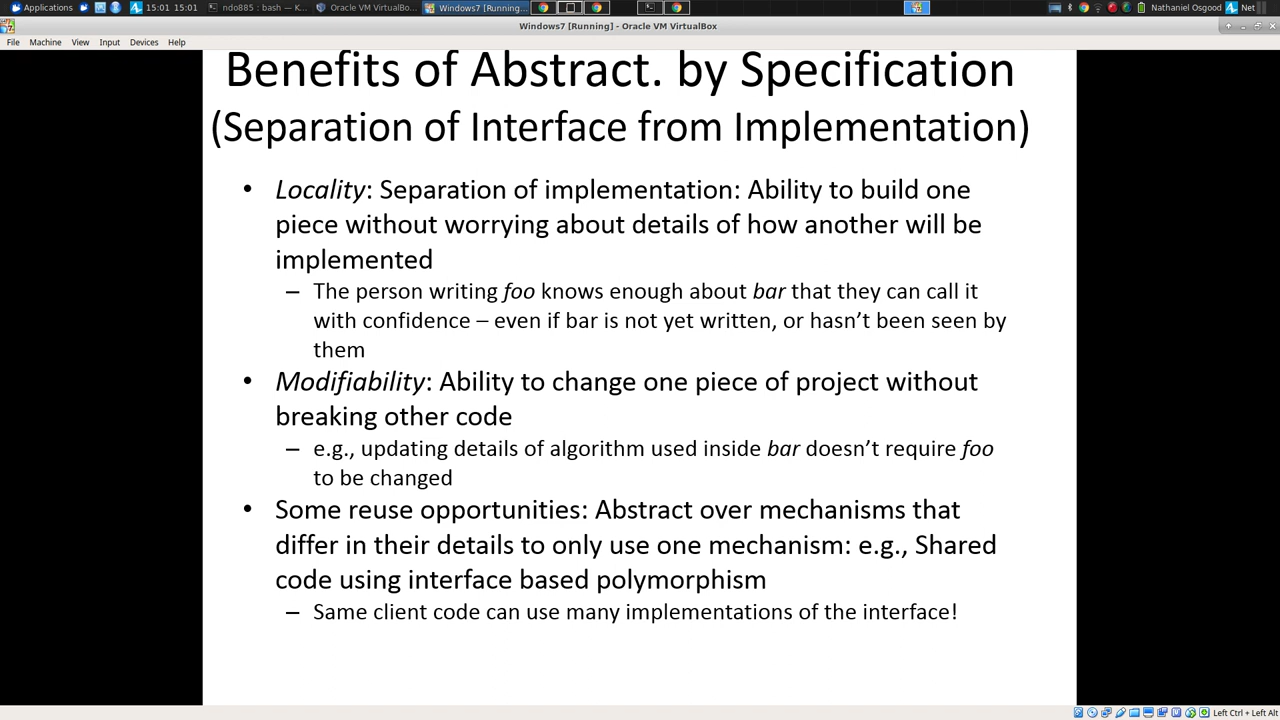 Applications
15:01 15:01
ndo885 : bash — K...
Oracle VM VirtualBo...
Windows7 [Running...
Nathaniel Osgood
Net
Windows7 [Running] - Oracle VM VirtualBox
File Machine View Input Devices Help
Benefits of Abstract. by Specification
(Separation of Interface from Implementation)
• Locality: Separation of implementation: Ability to build one
piece without worrying about details of how another will be
implemented
– The person writing foo knows enough about bar that they can call it
with confidence – even if bar is not yet written, or hasn’t been seen by
them
• Modifiability: Ability to change one piece of project without
breaking other code
– e.g., updating details of algorithm used inside bar doesn’t require foo
to be changed
• Some reuse opportunities: Abstract over mechanisms that
differ in their details to only use one mechanism: e.g., Shared
code using interface based polymorphism
– Same client code can use many implementations of the interface!
Left Ctrl + Left Alt